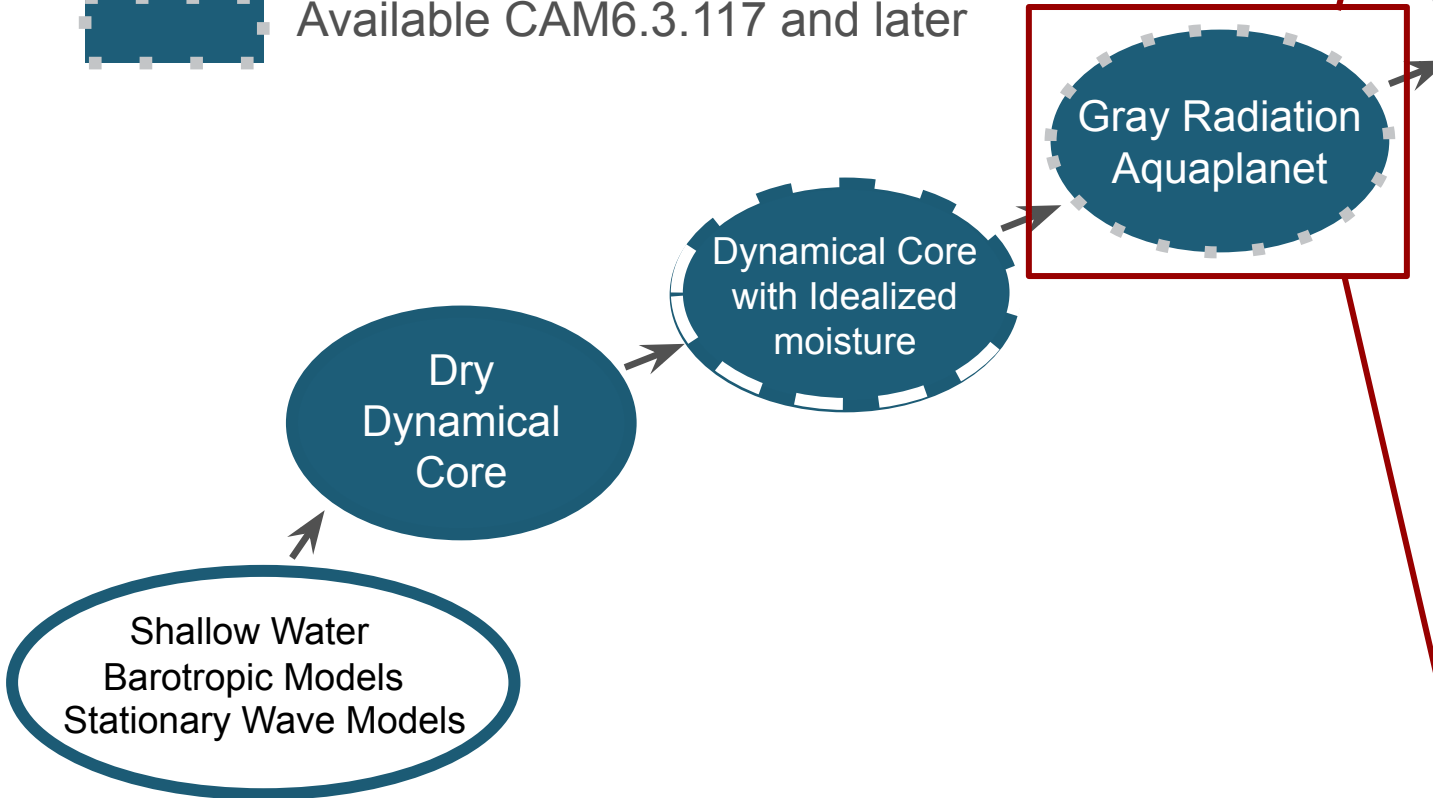 Available CAM6.3.117 and later
Gray Radiation
Aquaplanet
Dynamical Core
with Idealized
moisture
Dry
Dynamical
Core
Shallow Water
Barotropic Models
Stationary Wave Models